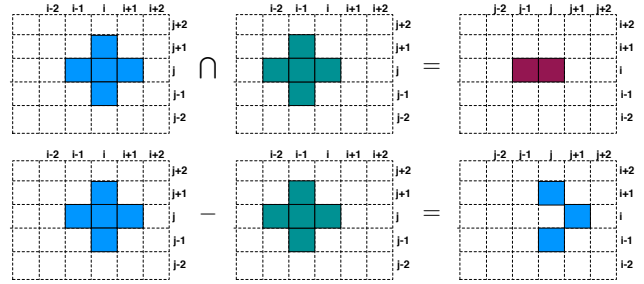 i-2 i-1 i i+1 i+2 i-2 i-1 i i+1 i+2 j-2 j-1 j j+1 j+2
j+2 j+2 i+2
j+1 j+1 i+1
j ∩ j = i
j-1 j-1 i-1
j-2 j-2 i-2
i-2 i-1 i i+1 i+2 i-2 i-1 i i+1 i+2 j-2 j-1 j j+1 j+2
j+2 j+2 i+2
j+1 j+1 i+1
j − j = i
j-1 j-1 i-1
j-2 j-2 i-2